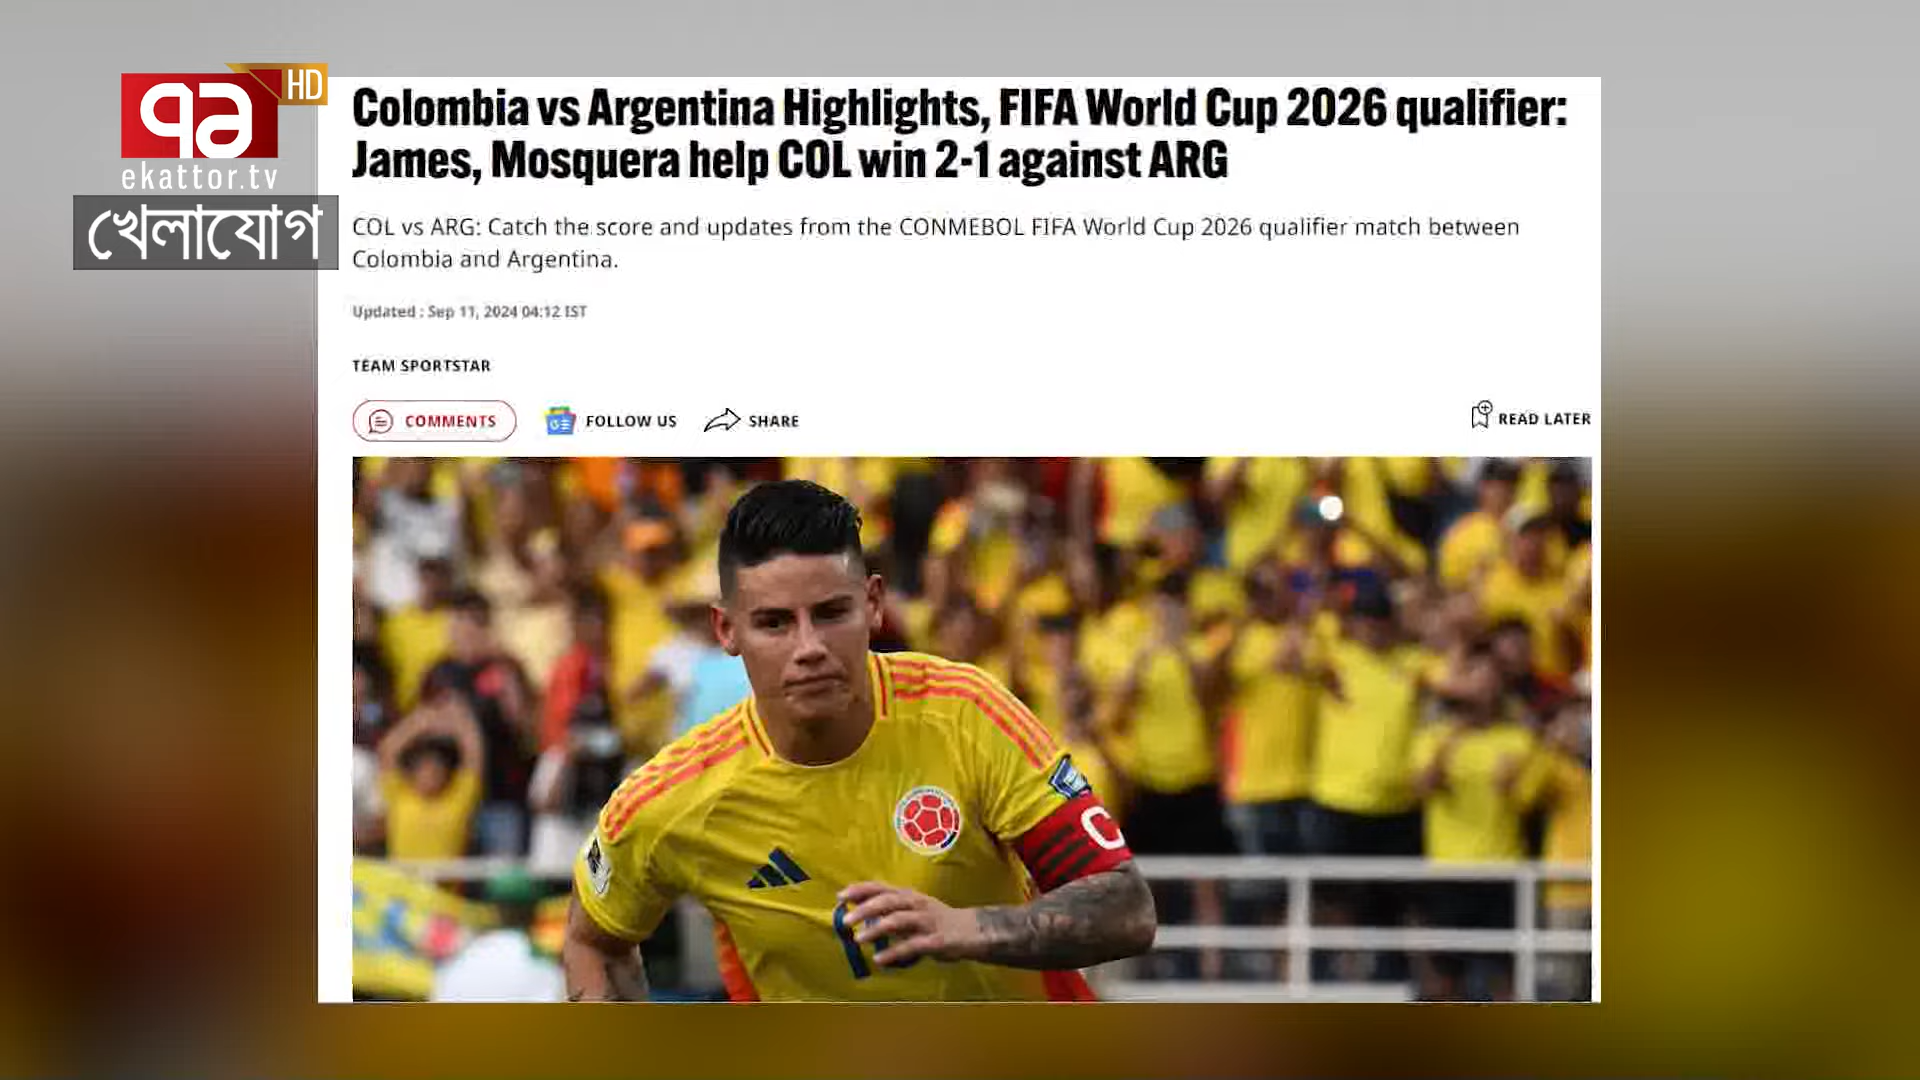 HD
৭১
ekattor.tv
খেলাযোগ
Colombia vs Argentina Highlights, FIFA World Cup 2026 qualifier:
James, Mosquera help COL win 2-1 against ARG
COL vs ARG: Catch the score and updates from the CONMEBOL FIFA World Cup 2026 qualifier match between
Colombia and Argentina.
Updated : Sep 11, 2024 04:12 IST
TEAM SPORTSTAR
COMMENTS
FOLLOW US
SHARE
READ LATER
C